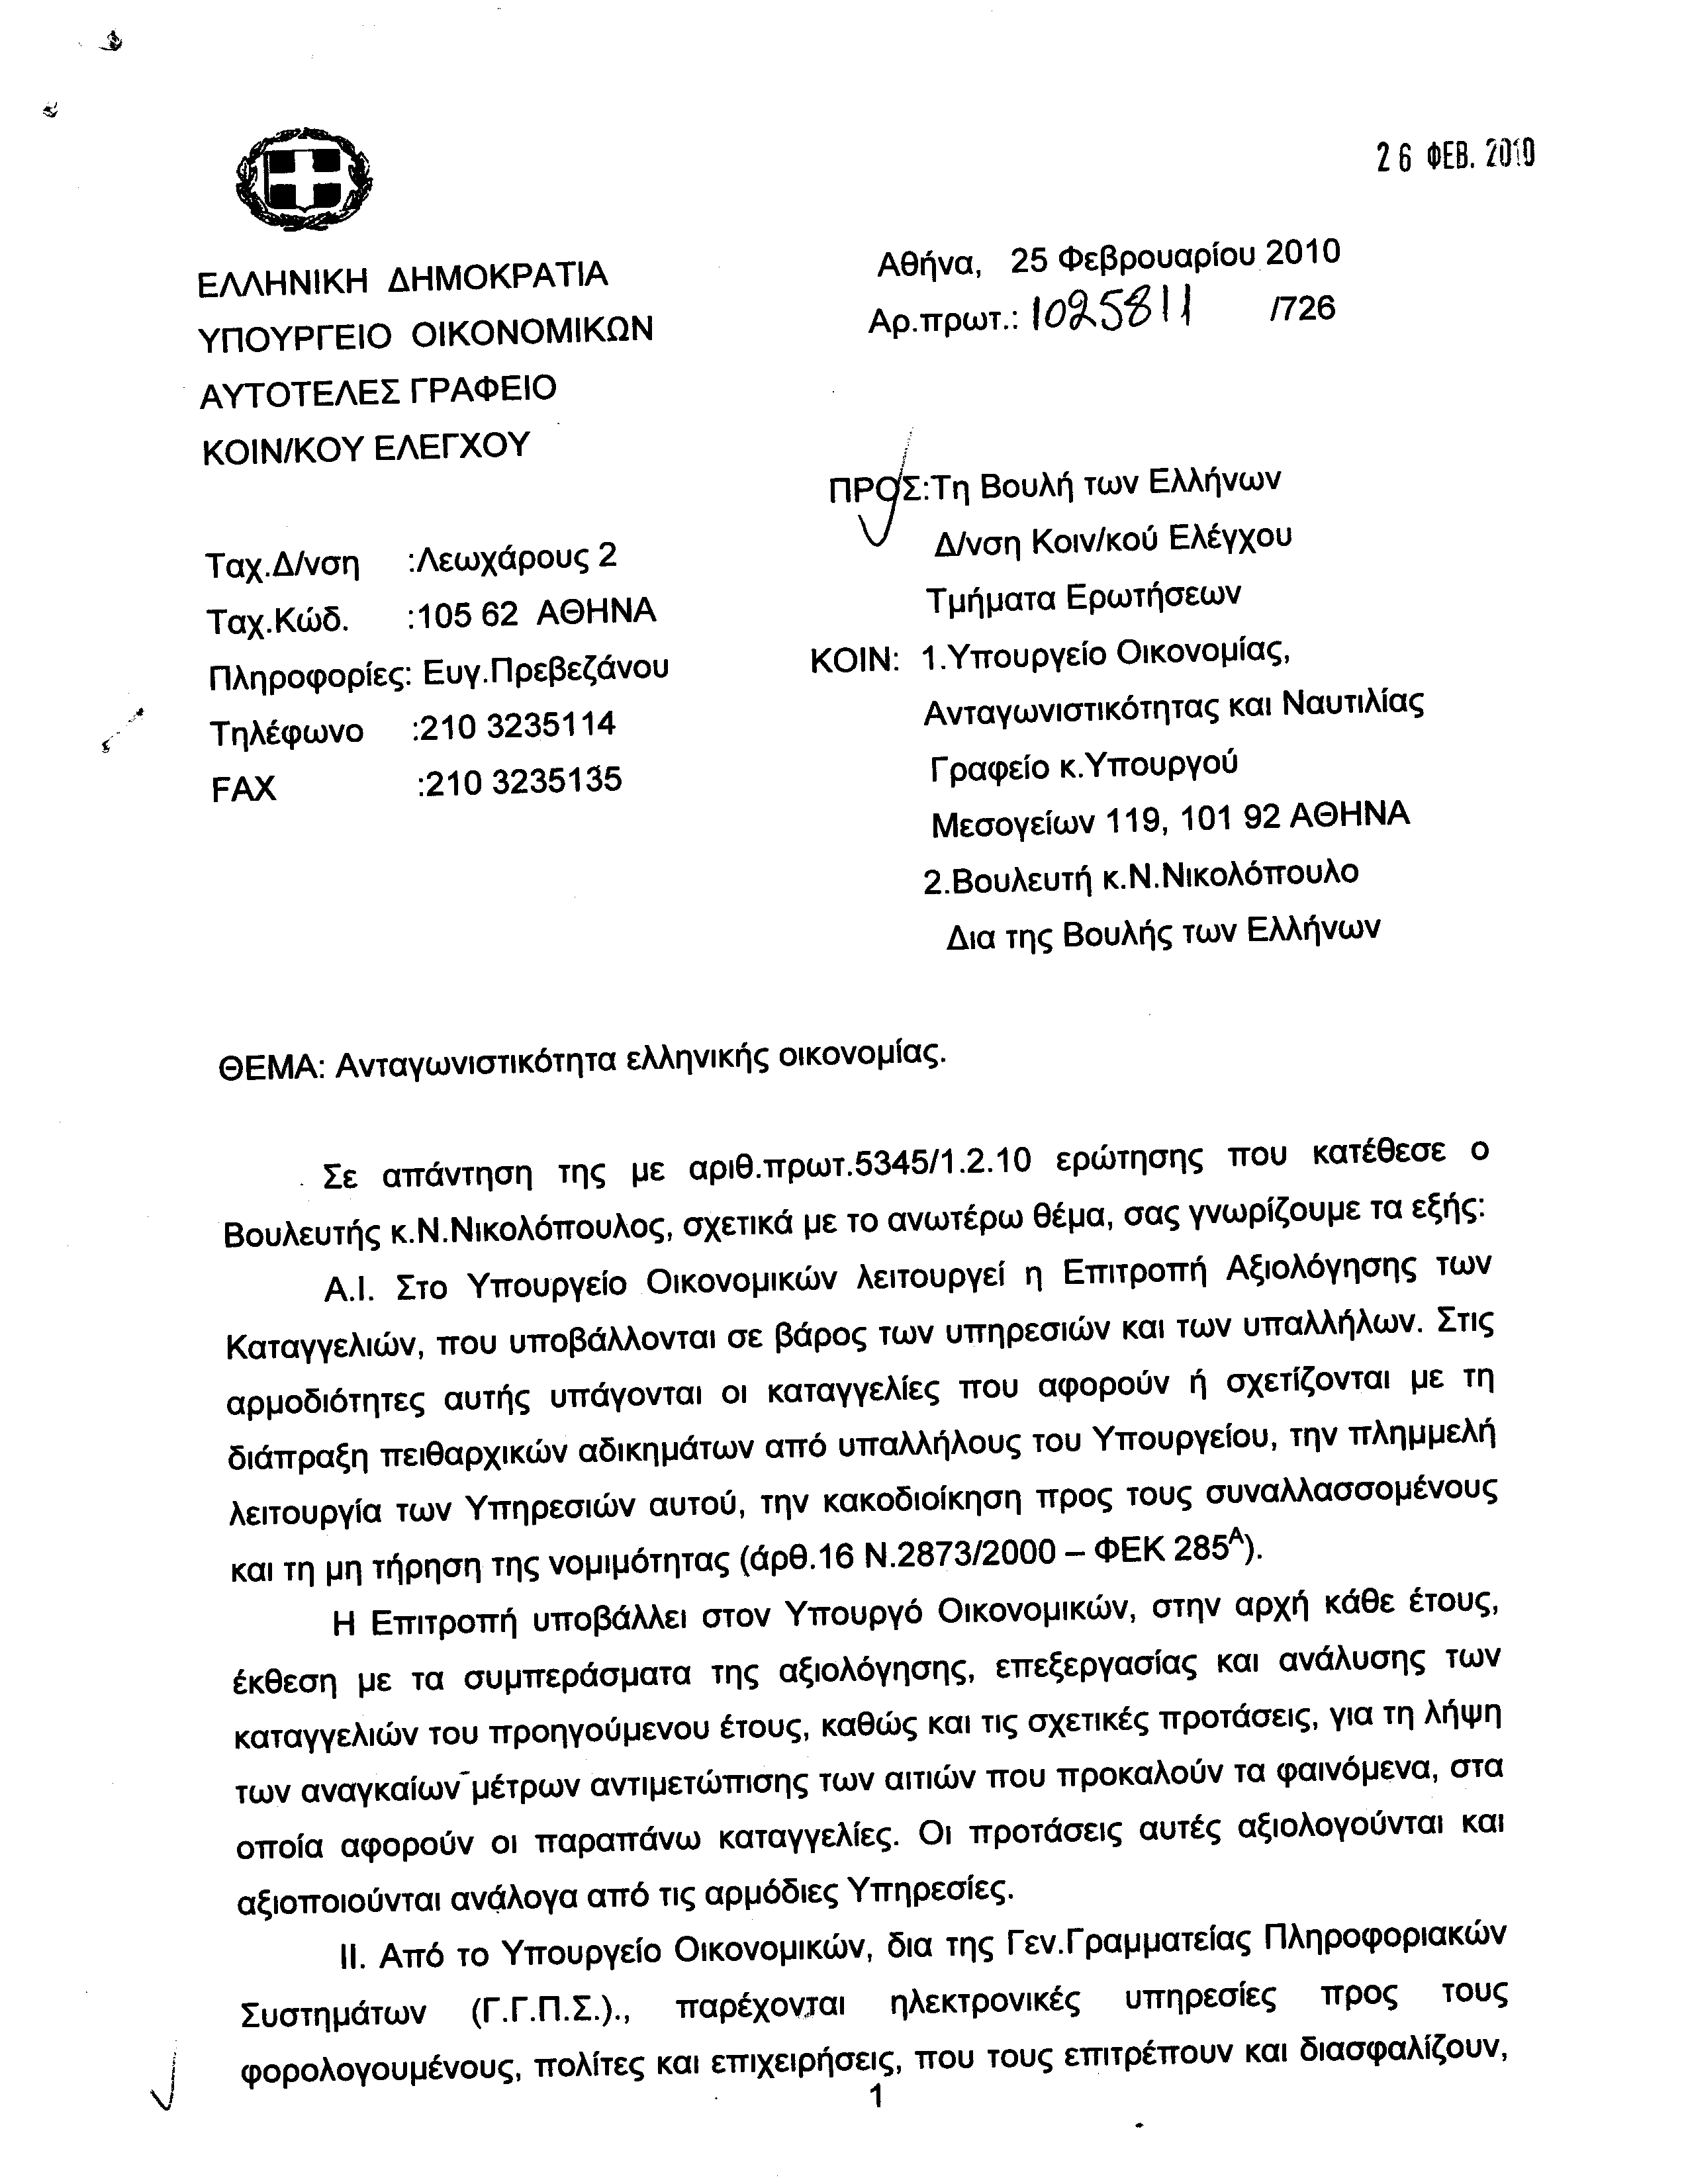 26 ΦΕΒ. 2010
ΕΛΛΗΝΙΚΗ ΔΗΜΟΚΡΑΤΙΑ
ΥΠΟΥΡΓΕΙΟ ΟΙΚΟΝΟΜΙΚΩΝ
ΑΥΤΟΤΕΛΕΣ ΓΡΑΦΕΙΟ
ΚΟΙΝ/ΚΟΥ ΕΛΕΓΧΟΥ
Αθήνα, 25 Φεβρουαρίου 2010
Αρ.πρωτ.: 1025811 /726
Ταχ.Δ/νση :Λεωχάρους 2
Ταχ.Κώδ. :105 62 ΑΘΗΝΑ
Πληροφορίες: Ευγ.Πρεβεζάνου
Τηλέφωνο :210 3235114
FAX :210 3235135
ΠΡΟΣ:Τη Βουλή των Ελλήνων
Δ/νση Κοιν/κού Ελέγχου
Τμήματα Ερωτήσεων
ΚΟΙΝ: 1.Υπουργείο Οικονομίας,
Ανταγωνιστικότητας και Ναυτιλίας
Γραφείο κ.Υπουργού
Μεσογείων 119, 101 92 ΑΘΗΝΑ
2.Βουλευτή κ.Ν.Νικολόπουλο
Δια της Βουλής των Ελλήνων
ΘΕΜΑ: Ανταγωνιστικότητα ελληνικής οικονομίας.
Σε απάντηση της με αριθ.πρωτ.5345/1.2.10 ερώτησης που κατέθεσε ο
Βουλευτής κ.Ν.Νικολόπουλος, σχετικά με το ανωτέρω θέμα, σας γνωρίζουμε τα εξής:
Α.Ι. Στο Υπουργείο Οικονομικών λειτουργεί η Επιτροπή Αξιολόγησης των
Καταγγελιών, που υποβάλλονται σε βάρος των υπηρεσιών και των υπαλλήλων. Στις
αρμοδιότητες αυτής υπάγονται οι καταγγελίες που αφορούν ή σχετίζονται με τη
διάπραξη πειθαρχικών αδικημάτων από υπαλλήλους του Υπουργείου, την πλημμελή
λειτουργία των Υπηρεσιών αυτού, την κακοδιοίκηση προς τους συναλλασσομένους
και τη μη τήρηση της νομιμότητας (άρθ.16 Ν.2873/2000 – ΦΕΚ 285Α).
Η Επιτροπή υποβάλλει στον Υπουργό Οικονομικών, στην αρχή κάθε έτους,
έκθεση με τα συμπεράσματα της αξιολόγησης, επεξεργασίας και ανάλυσης των
καταγγελιών του προηγούμενου έτους, καθώς και τις σχετικές προτάσεις, για τη λήψη
των αναγκαίων μέτρων αντιμετώπισης των αιτιών που προκαλούν τα φαινόμενα, στα
οποία αφορούν οι παραπάνω καταγγελίες. Οι προτάσεις αυτές αξιολογούνται και
αξιοποιούνται ανάλογα από τις αρμόδιες Υπηρεσίες.
ΙΙ. Από το Υπουργείο Οικονομικών, δια της Γεν.Γραμματείας Πληροφοριακών
Συστημάτων (Γ.Γ.Π.Σ.)., παρέχονται ηλεκτρονικές υπηρεσίες προς τους
φορολογουμένους, πολίτες και επιχειρήσεις, που τους επιτρέπουν και διασφαλίζουν,
1